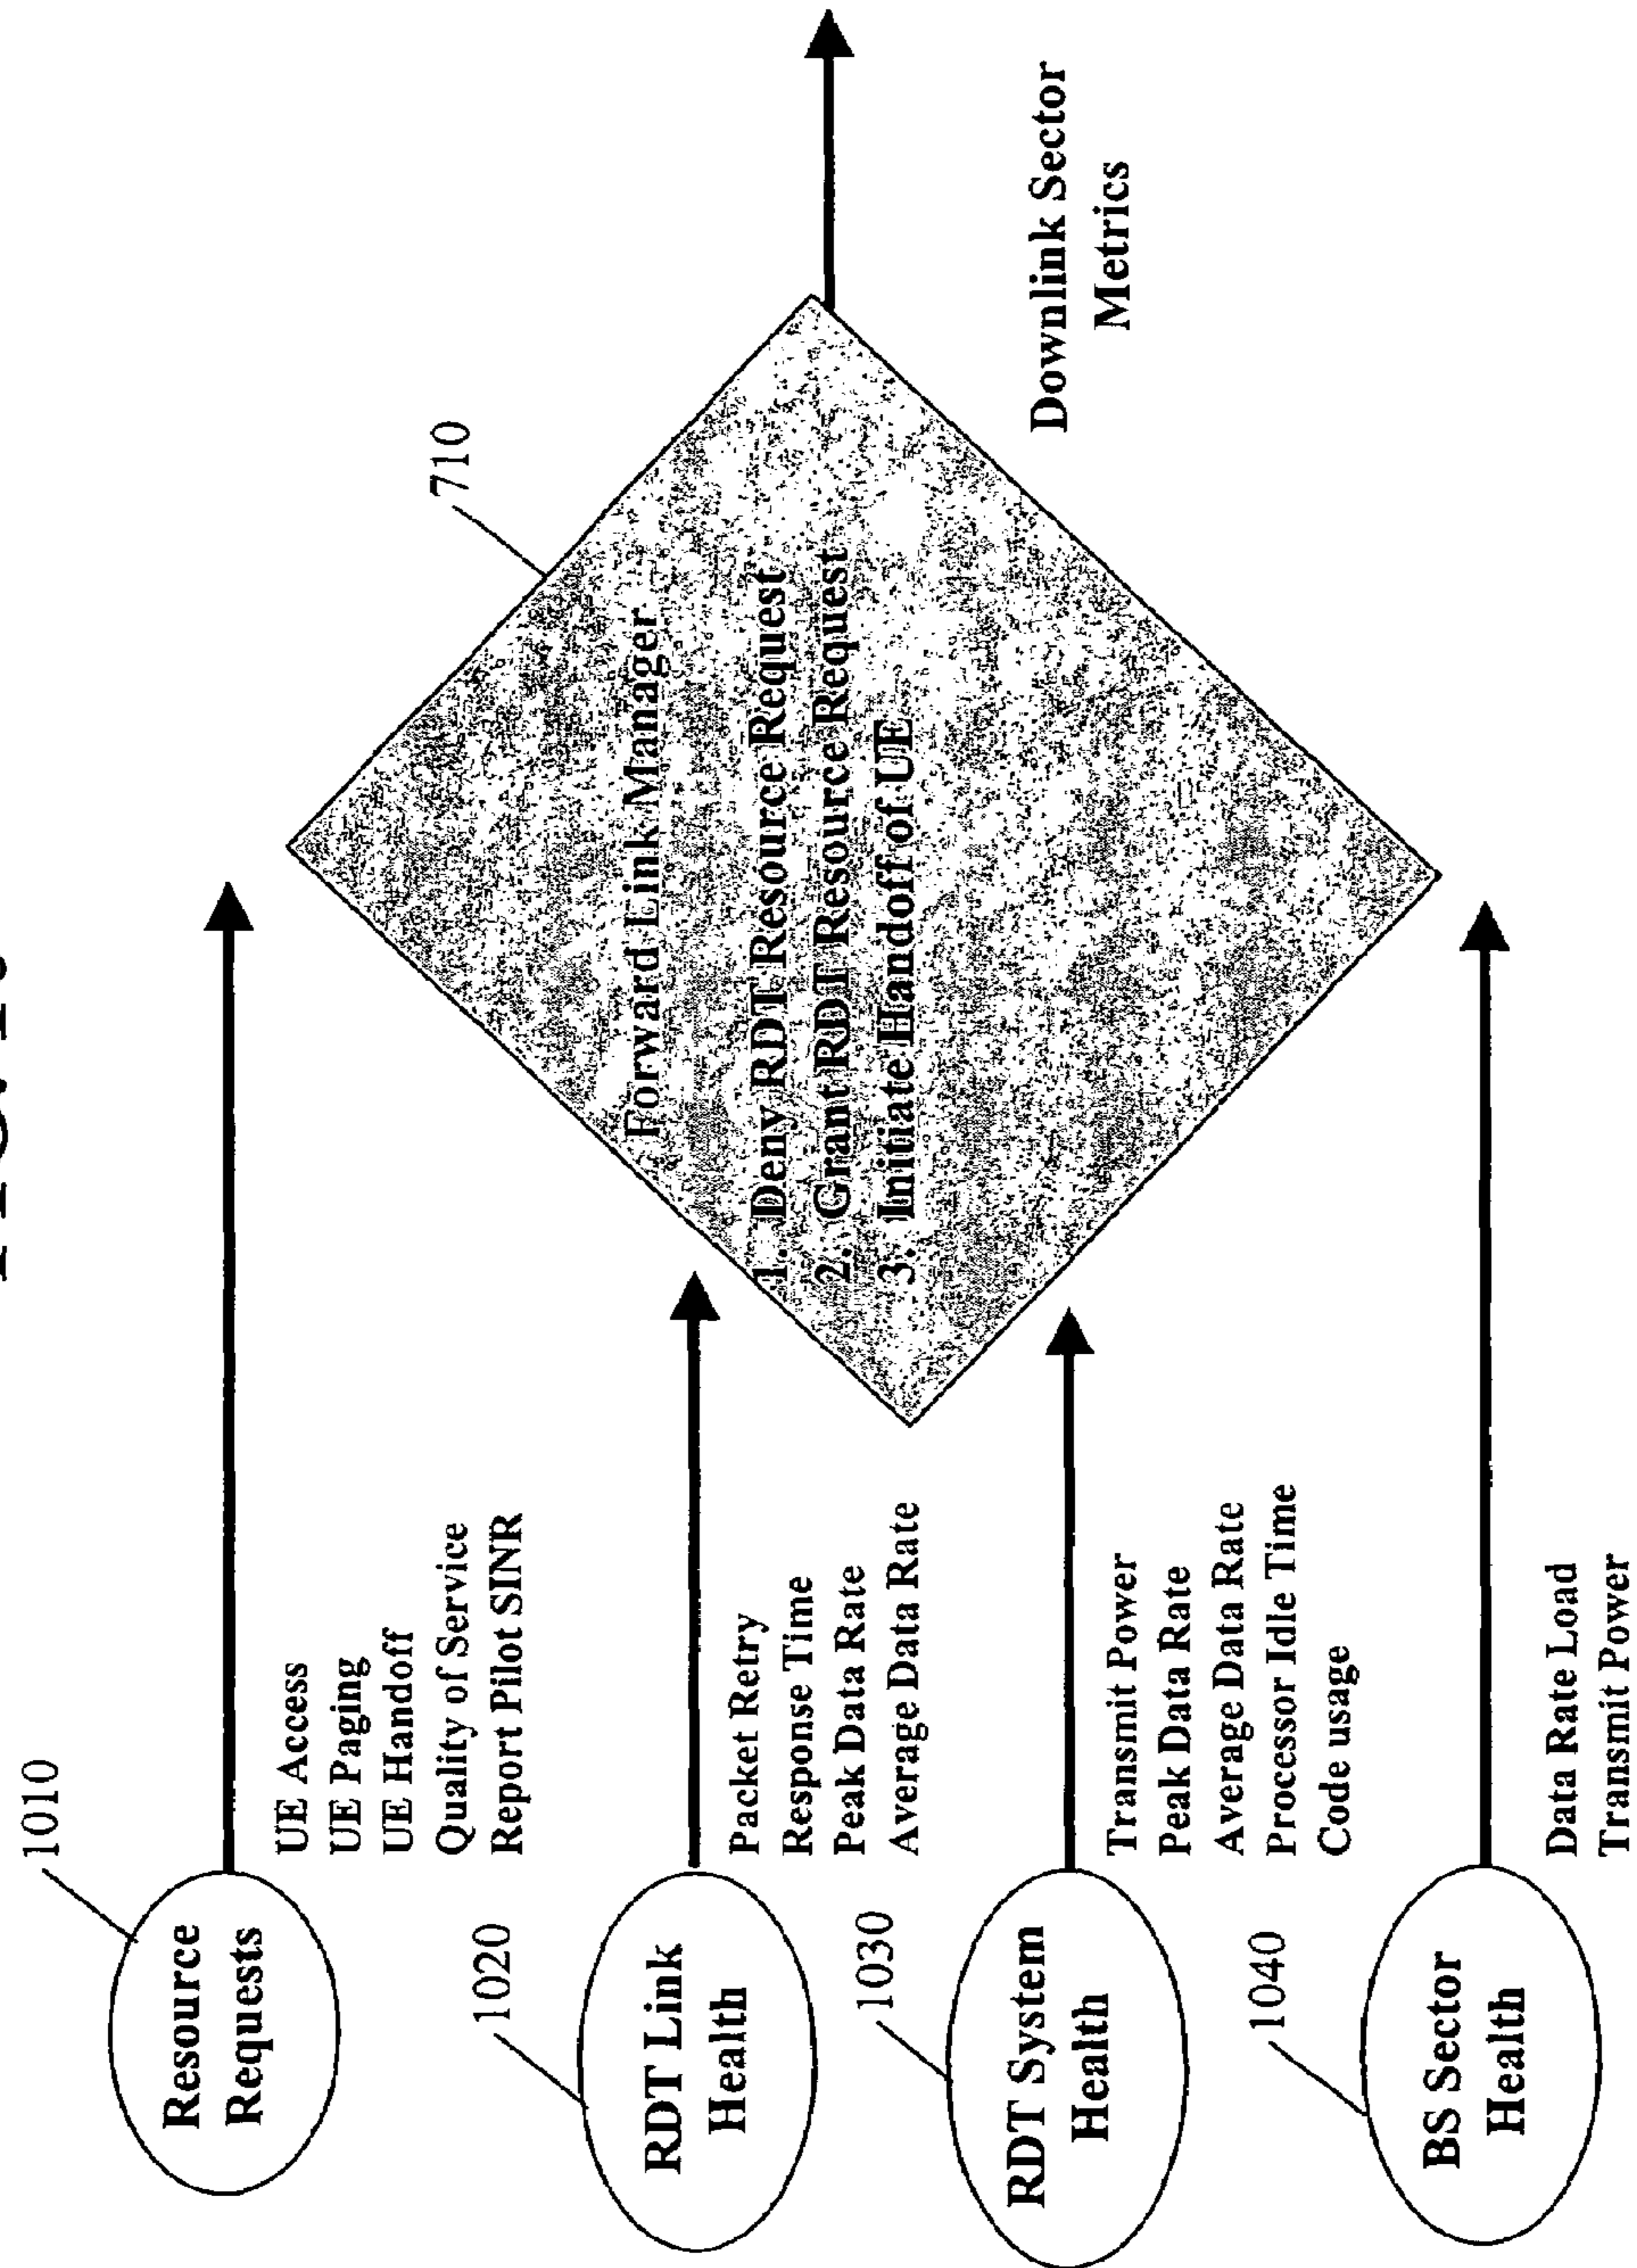 1010
Resource
Requests
UE Access
UE Paging
UE Handoff
Quality of Service
Report Pilot SINR
1020
RDT Link
Health
Packet Retry
Response Time
Peak Data Rate
Average Data Rate
1030
RDT System
Health
Transmit Power
Peak Data Rate
Average Data Rate
Processor Idle Time
Code usage
1040
BS Sector
Health
Data Rate Load
Transmit Power
710
Forward Link Manager
1. Deny RDT Resource Request
2. Grant RDT Resource Request
3. Initiate Handoff of UE
Downlink Sector
Metrics